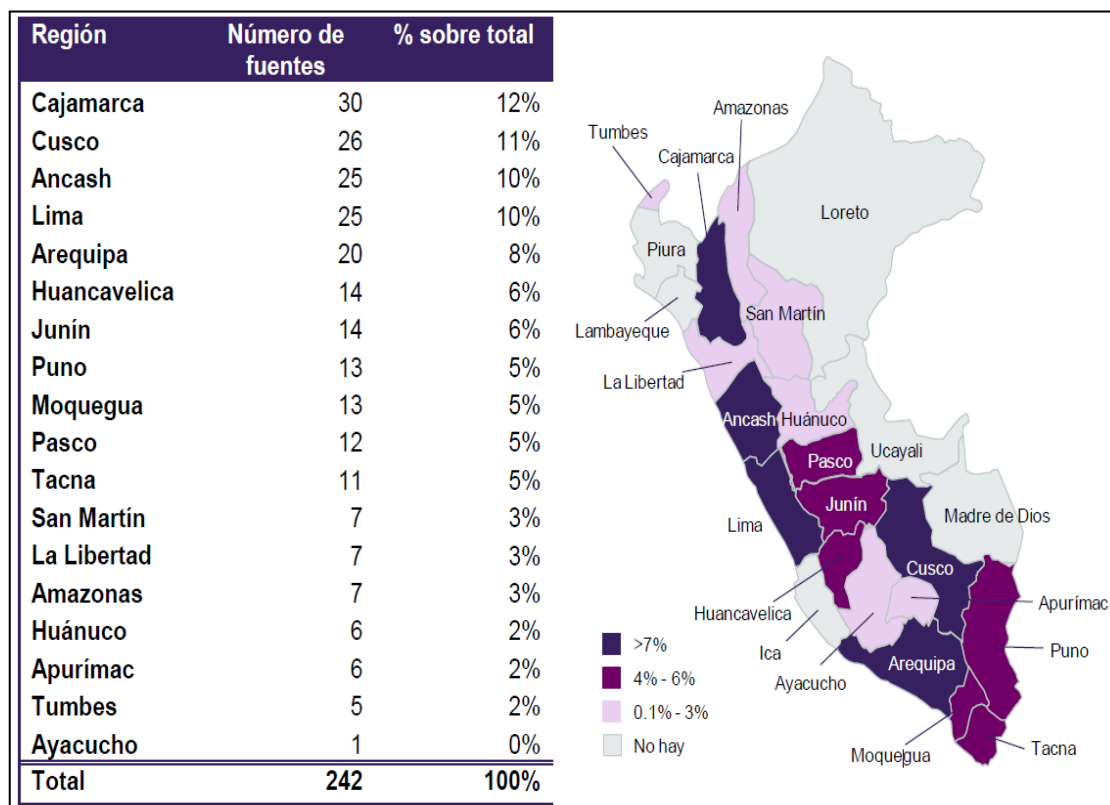 Región Número de fuentes % sobre total
Cajamarca 30 12%
Cusco 26 11%
Ancash 25 10%
Lima 25 10%
Arequipa 20 8%
Huancavelica 14 6%
Junín 14 6%
Puno 13 5%
Moquegua 13 5%
Pasco 12 5%
Tacna 11 5%
San Martín 7 3%
La Libertad 7 3%
Amazonas 7 3%
Huánuco 6 2%
Apurímac 6 2%
Tumbes 5 2%
Ayacucho 1 0%
Total 242 100%
Amazonas
Tumbes
Cajamarca
Loreto
Piura
San Martín
Lambayeque
La Libertad
Ancash
Huánuco
Ucayali
Pasco
Junín
Madre de Dios
Lima
Cusco
Huancavelica
Apurímac
Ica
Puno
Arequipa
Ayacucho
Moquegua
Tacna
>7%
4% - 6%
0.1% - 3%
No hay